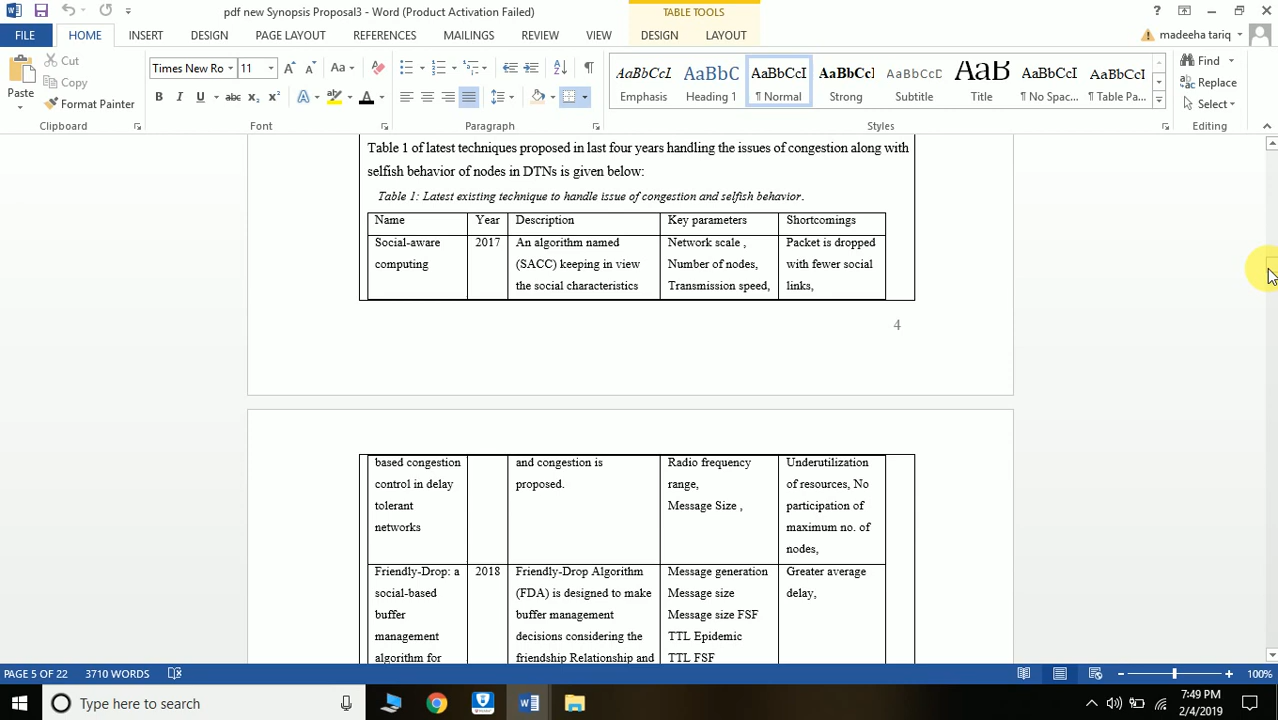 pdf new Synopsis Proposal3 - Word (Product Activation Failed)
TABLE TOOLS
?
FILE HOME INSERT DESIGN PAGE LAYOUT REFERENCES MAILINGS REVIEW VIEW DESIGN LAYOUT madeeha tariq
Paste
Cut
Copy
Format Painter
Clipboard
Times New Ro 11
Aa
B I U abc X₂ X²
A A
Font
Paragraph
AaBbCcI AaBbC AaBbCcI AaBbCcI AaBbCcD AaB AaBbCcI AaBbCcI
Emphasis Heading 1 ¶ Normal Strong Subtitle Title ¶ No Spac... ¶ Table Pa...
Styles
Find
Replace
Select
Editing
Table 1 of latest techniques proposed in last four years handling the issues of congestion along with
selfish behavior of nodes in DTNs is given below:
Table 1: Latest existing technique to handle issue of congestion and selfish behavior.
Name Year Description Key parameters Shortcomings
Social-aware 2017 An algorithm named Network scale , Packet is dropped
computing (SACC) keeping in view Number of nodes, with fewer social
the social characteristics Transmission speed, links,
4
based congestion and congestion is Radio frequency Underutilization
control in delay proposed. range, of resources, No
tolerant Message Size , participation of
networks maximum no. of
nodes,
Friendly-Drop: a 2018 Friendly-Drop Algorithm Message generation Greater average
social-based (FDA) is designed to make Message size delay,
buffer buffer management Message size FSF
management decisions considering the TTL Epidemic
algorithm for friendship Relationship and TTL FSF
PAGE 5 OF 22 3710 WORDS 100%
Type here to search
7:49 PM
2/4/2019